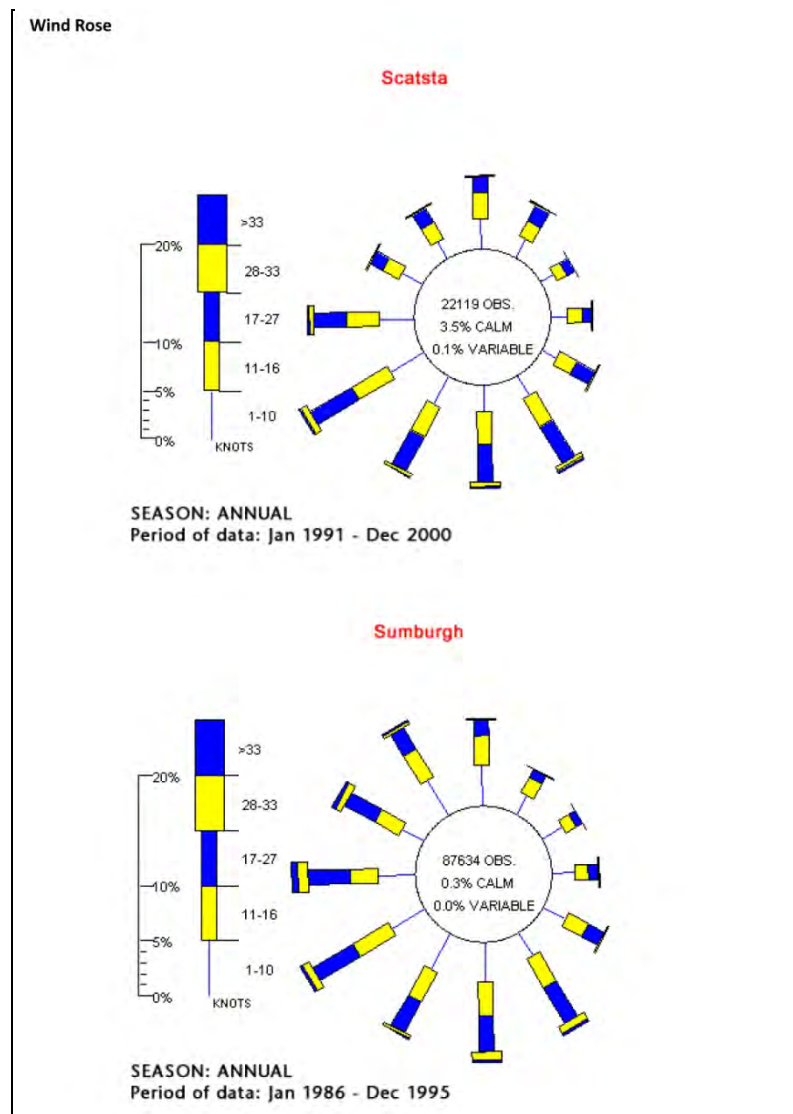 Wind Rose
Scatsta
>33
20%
28-33
22119 OBS.
17-27
3.5% CALM
10%
0.1% VARIABLE
11-16
5%
1-10
0%
KNOTS
SEASON: ANNUAL
Period of data: Jan 1991 - Dec 2000
Sumburgh
>33
20%
28-33
17-27
87634 OBS.
10%
0.3% CALM
11-16
0.0% VARIABLE
5%
1-10
0%
KNOTS
SEASON: ANNUAL
Period of data: Jan 1986 - Dec 1995